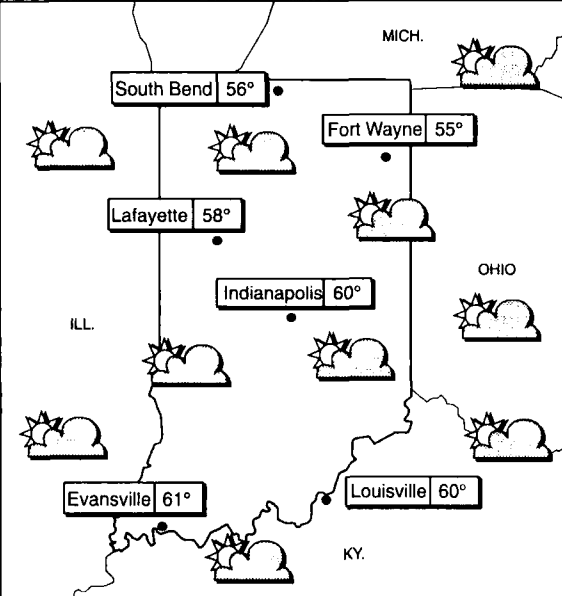 MICH.
South Bend 56°
Fort Wayne 55°
Lafayette 58°
OHIO
Indianapolis 60°
ILL.
Evansville 61°
Louisville 60°
KY.